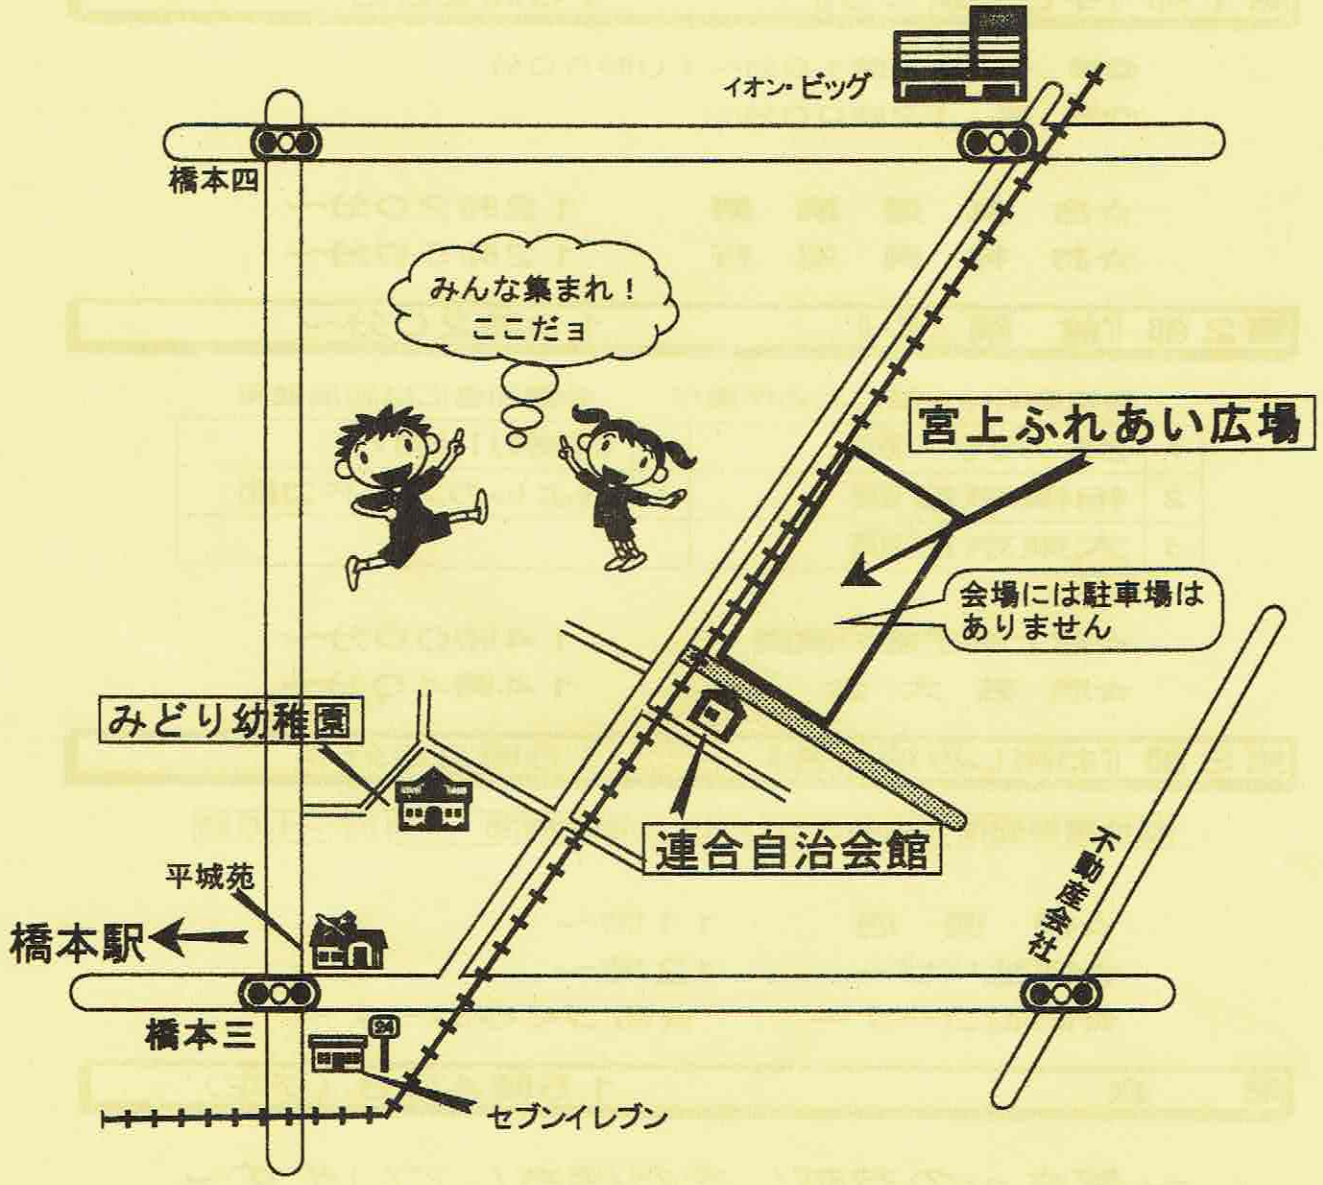 イオン・ビッグ
橋本四
みんな集まれ！
ここだョ
宮上ふれあい広場
会場には駐車場は
ありません
みどり幼稚園
連合自治会館
不動産会社
平城苑
橋本駅
橋本三
24
セブンイレブン